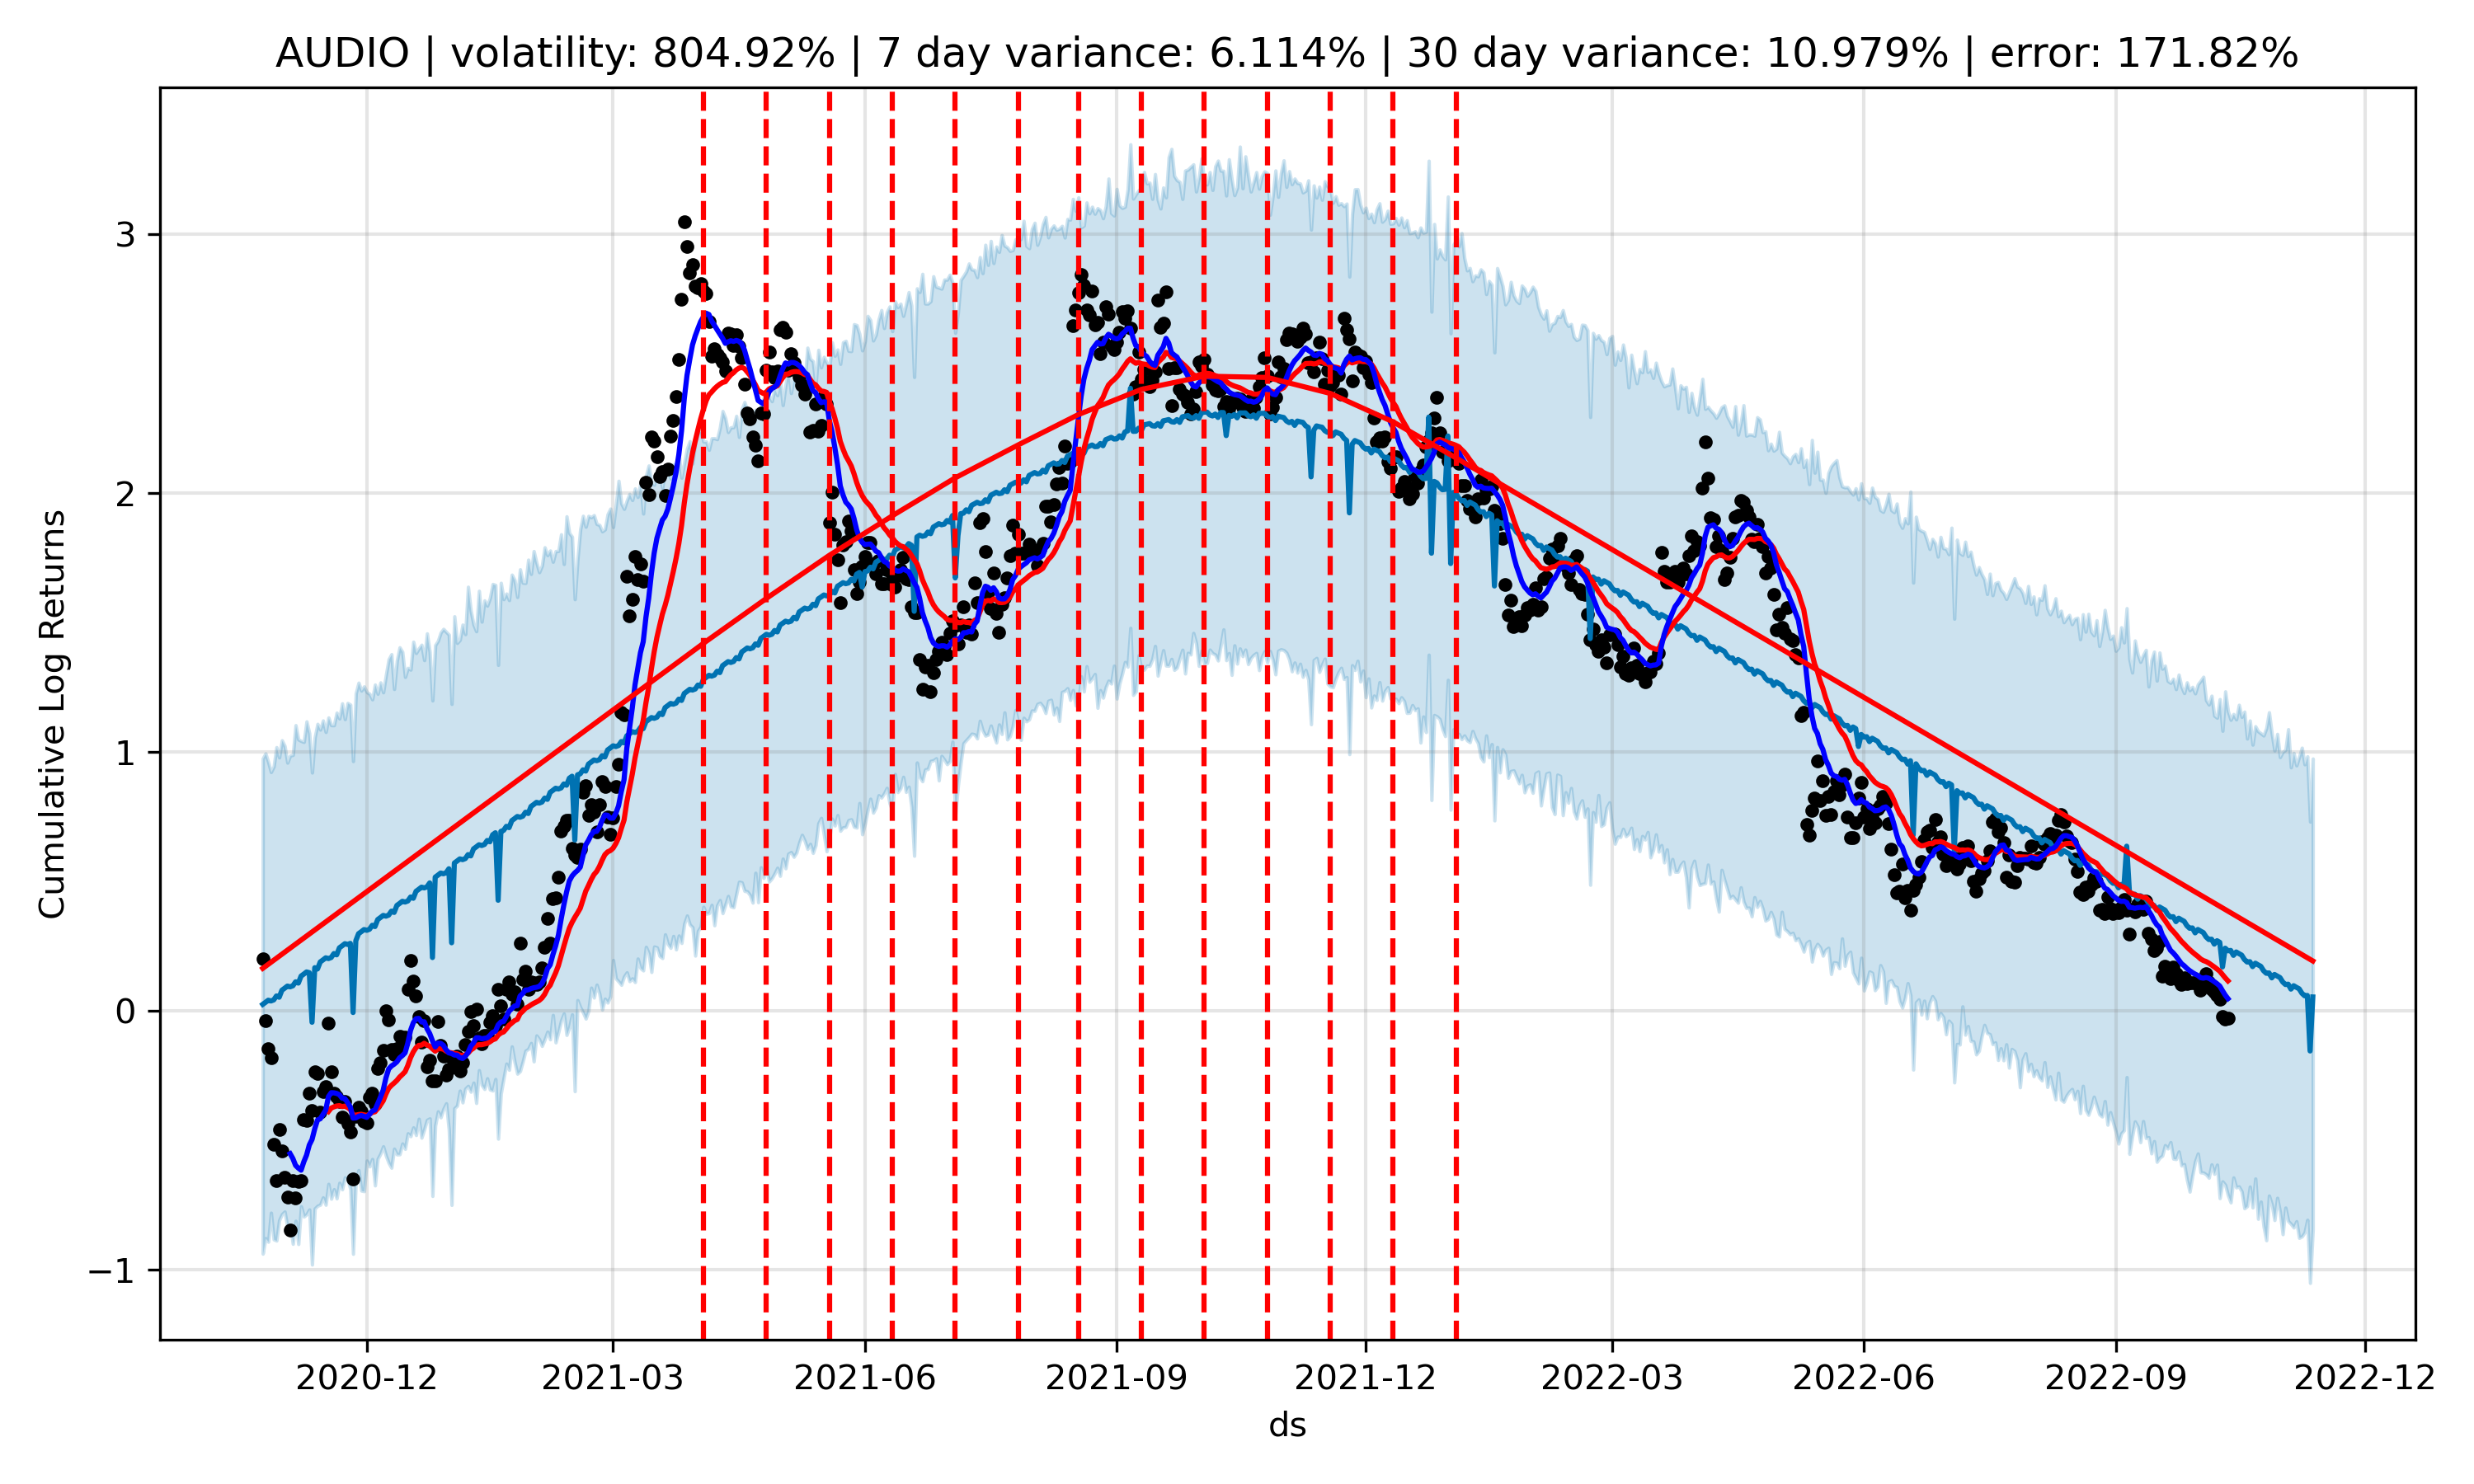 AUDIO | volatility: 804.92% | 7 day variance: 6.114% | 30 day variance: 10.979% | error: 171.82%
Cumulative Log Returns
3
2
1
0
−1
2020-12 2021-03 2021-06 2021-09 2021-12 2022-03 2022-06 2022-09 2022-12
ds